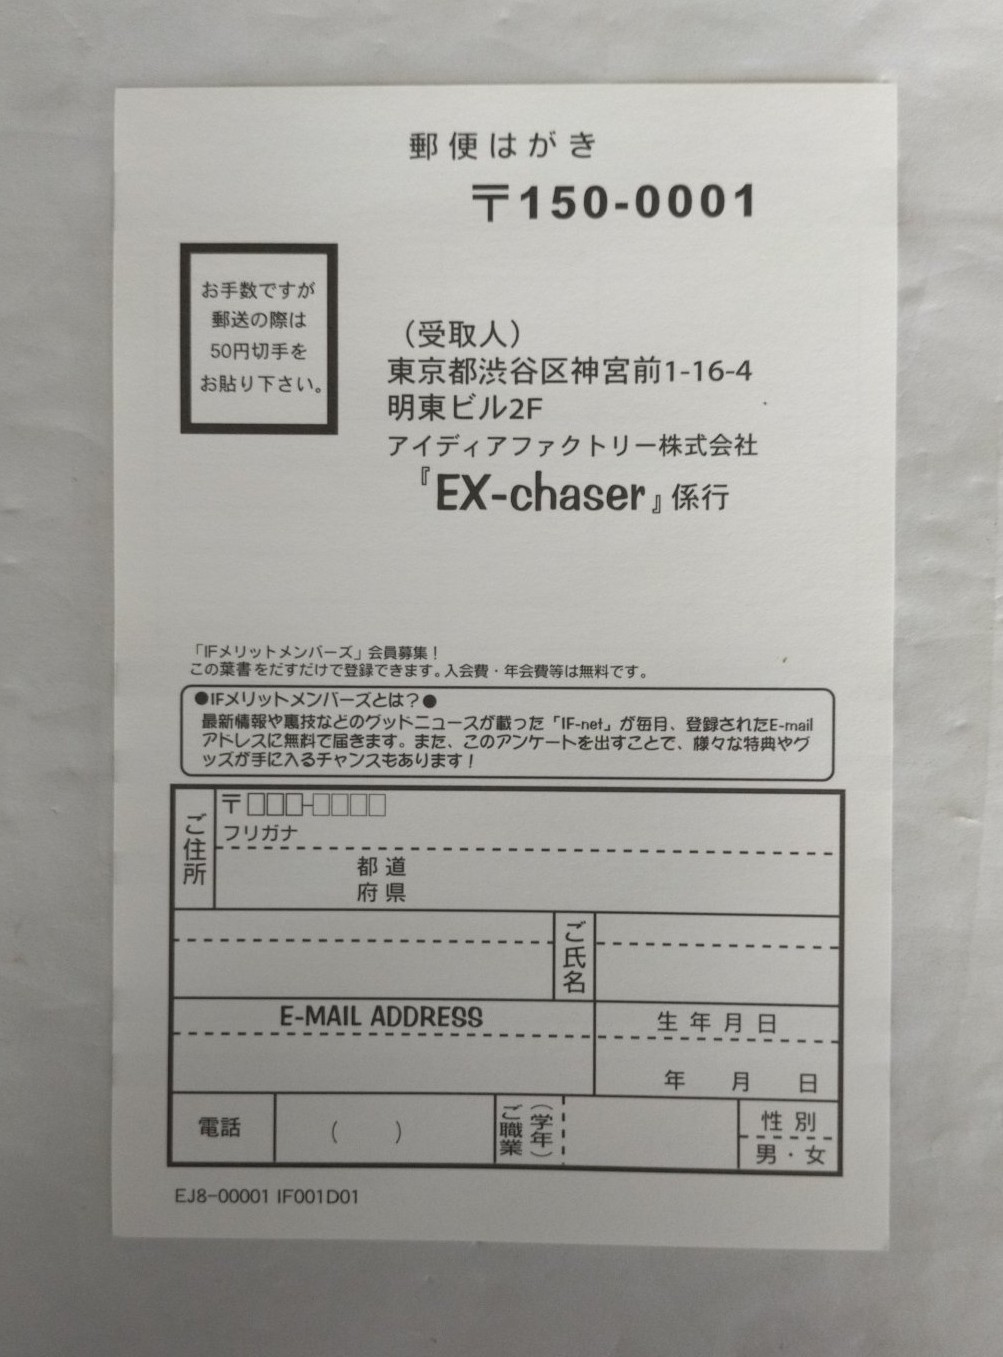 郵便はがき
〒150-0001
お手数ですが
郵送の際は
50円切手を
お貼り下さい。
（受取人）
東京都渋谷区神宮前1-16-4
明東ビル2F
アイディアファクトリー株式会社
『EX-chaser』係行
「IFメリットメンバーズ」会員募集！
この葉書をだすだけで登録できます。入会費・年会費等は無料です。
●IFメリットメンバーズとは？●
最新情報や裏技などのグッドニュースが載った「IF-net」が毎月、登録されたE-mail
アドレスに無料で届きます。また、このアンケートを出すことで、様々な特典やグ
ッズが手に入るチャンスもあります！
ご住所
〒□□□-□□□□
フリガナ
都道
府県
ご氏名
E-MAIL ADDRESS
生年月日
年 月 日
電話
( )
ご職業
（学年）
性別
男・女
EJ8-00001 IF001D01